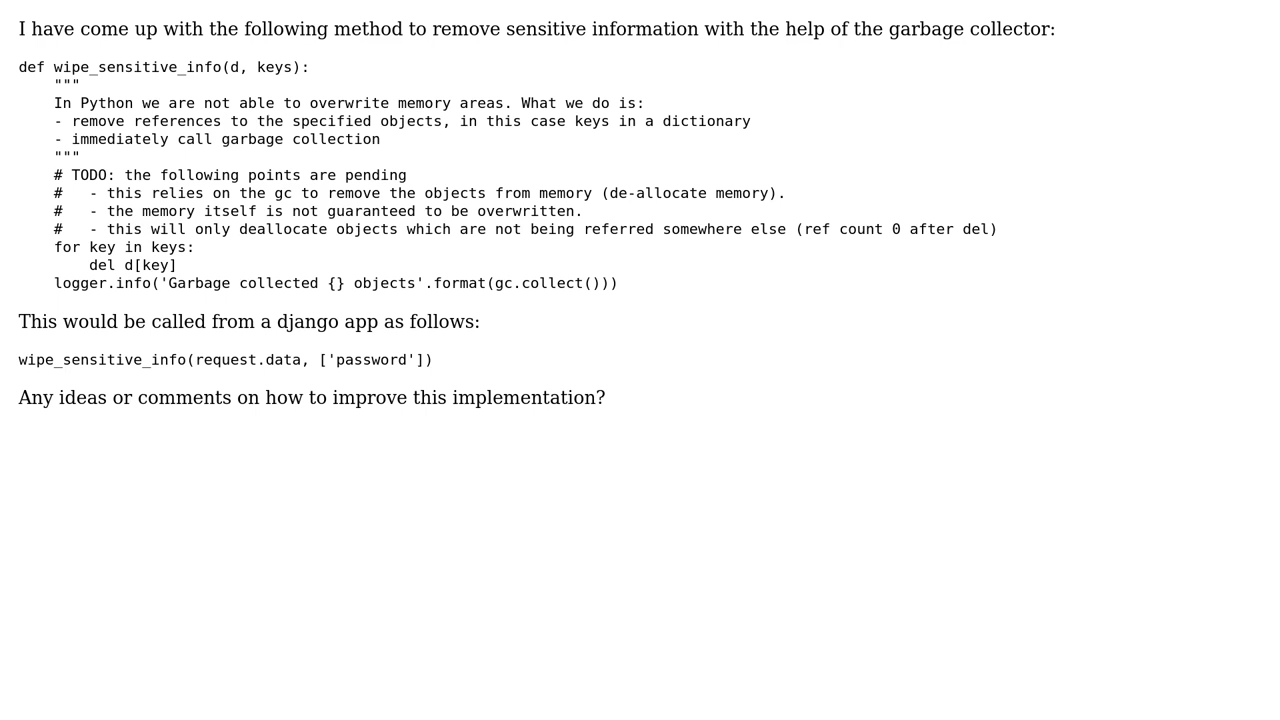 I have come up with the following method to remove sensitive information with the help of the garbage collector:
def wipe_sensitive_info(d, keys):
    """
    In Python we are not able to overwrite memory areas. What we do is:
    - remove references to the specified objects, in this case keys in a dictionary
    - immediately call garbage collection
    """
    # TODO: the following points are pending
    #   - this relies on the gc to remove the objects from memory (de-allocate memory).
    #   - the memory itself is not guaranteed to be overwritten.
    #   - this will only deallocate objects which are not being referred somewhere else (ref count 0 after del)
    for key in keys:
        del d[key]
    logger.info('Garbage collected {} objects'.format(gc.collect()))
This would be called from a django app as follows:
wipe_sensitive_info(request.data, ['password'])
Any ideas or comments on how to improve this implementation?